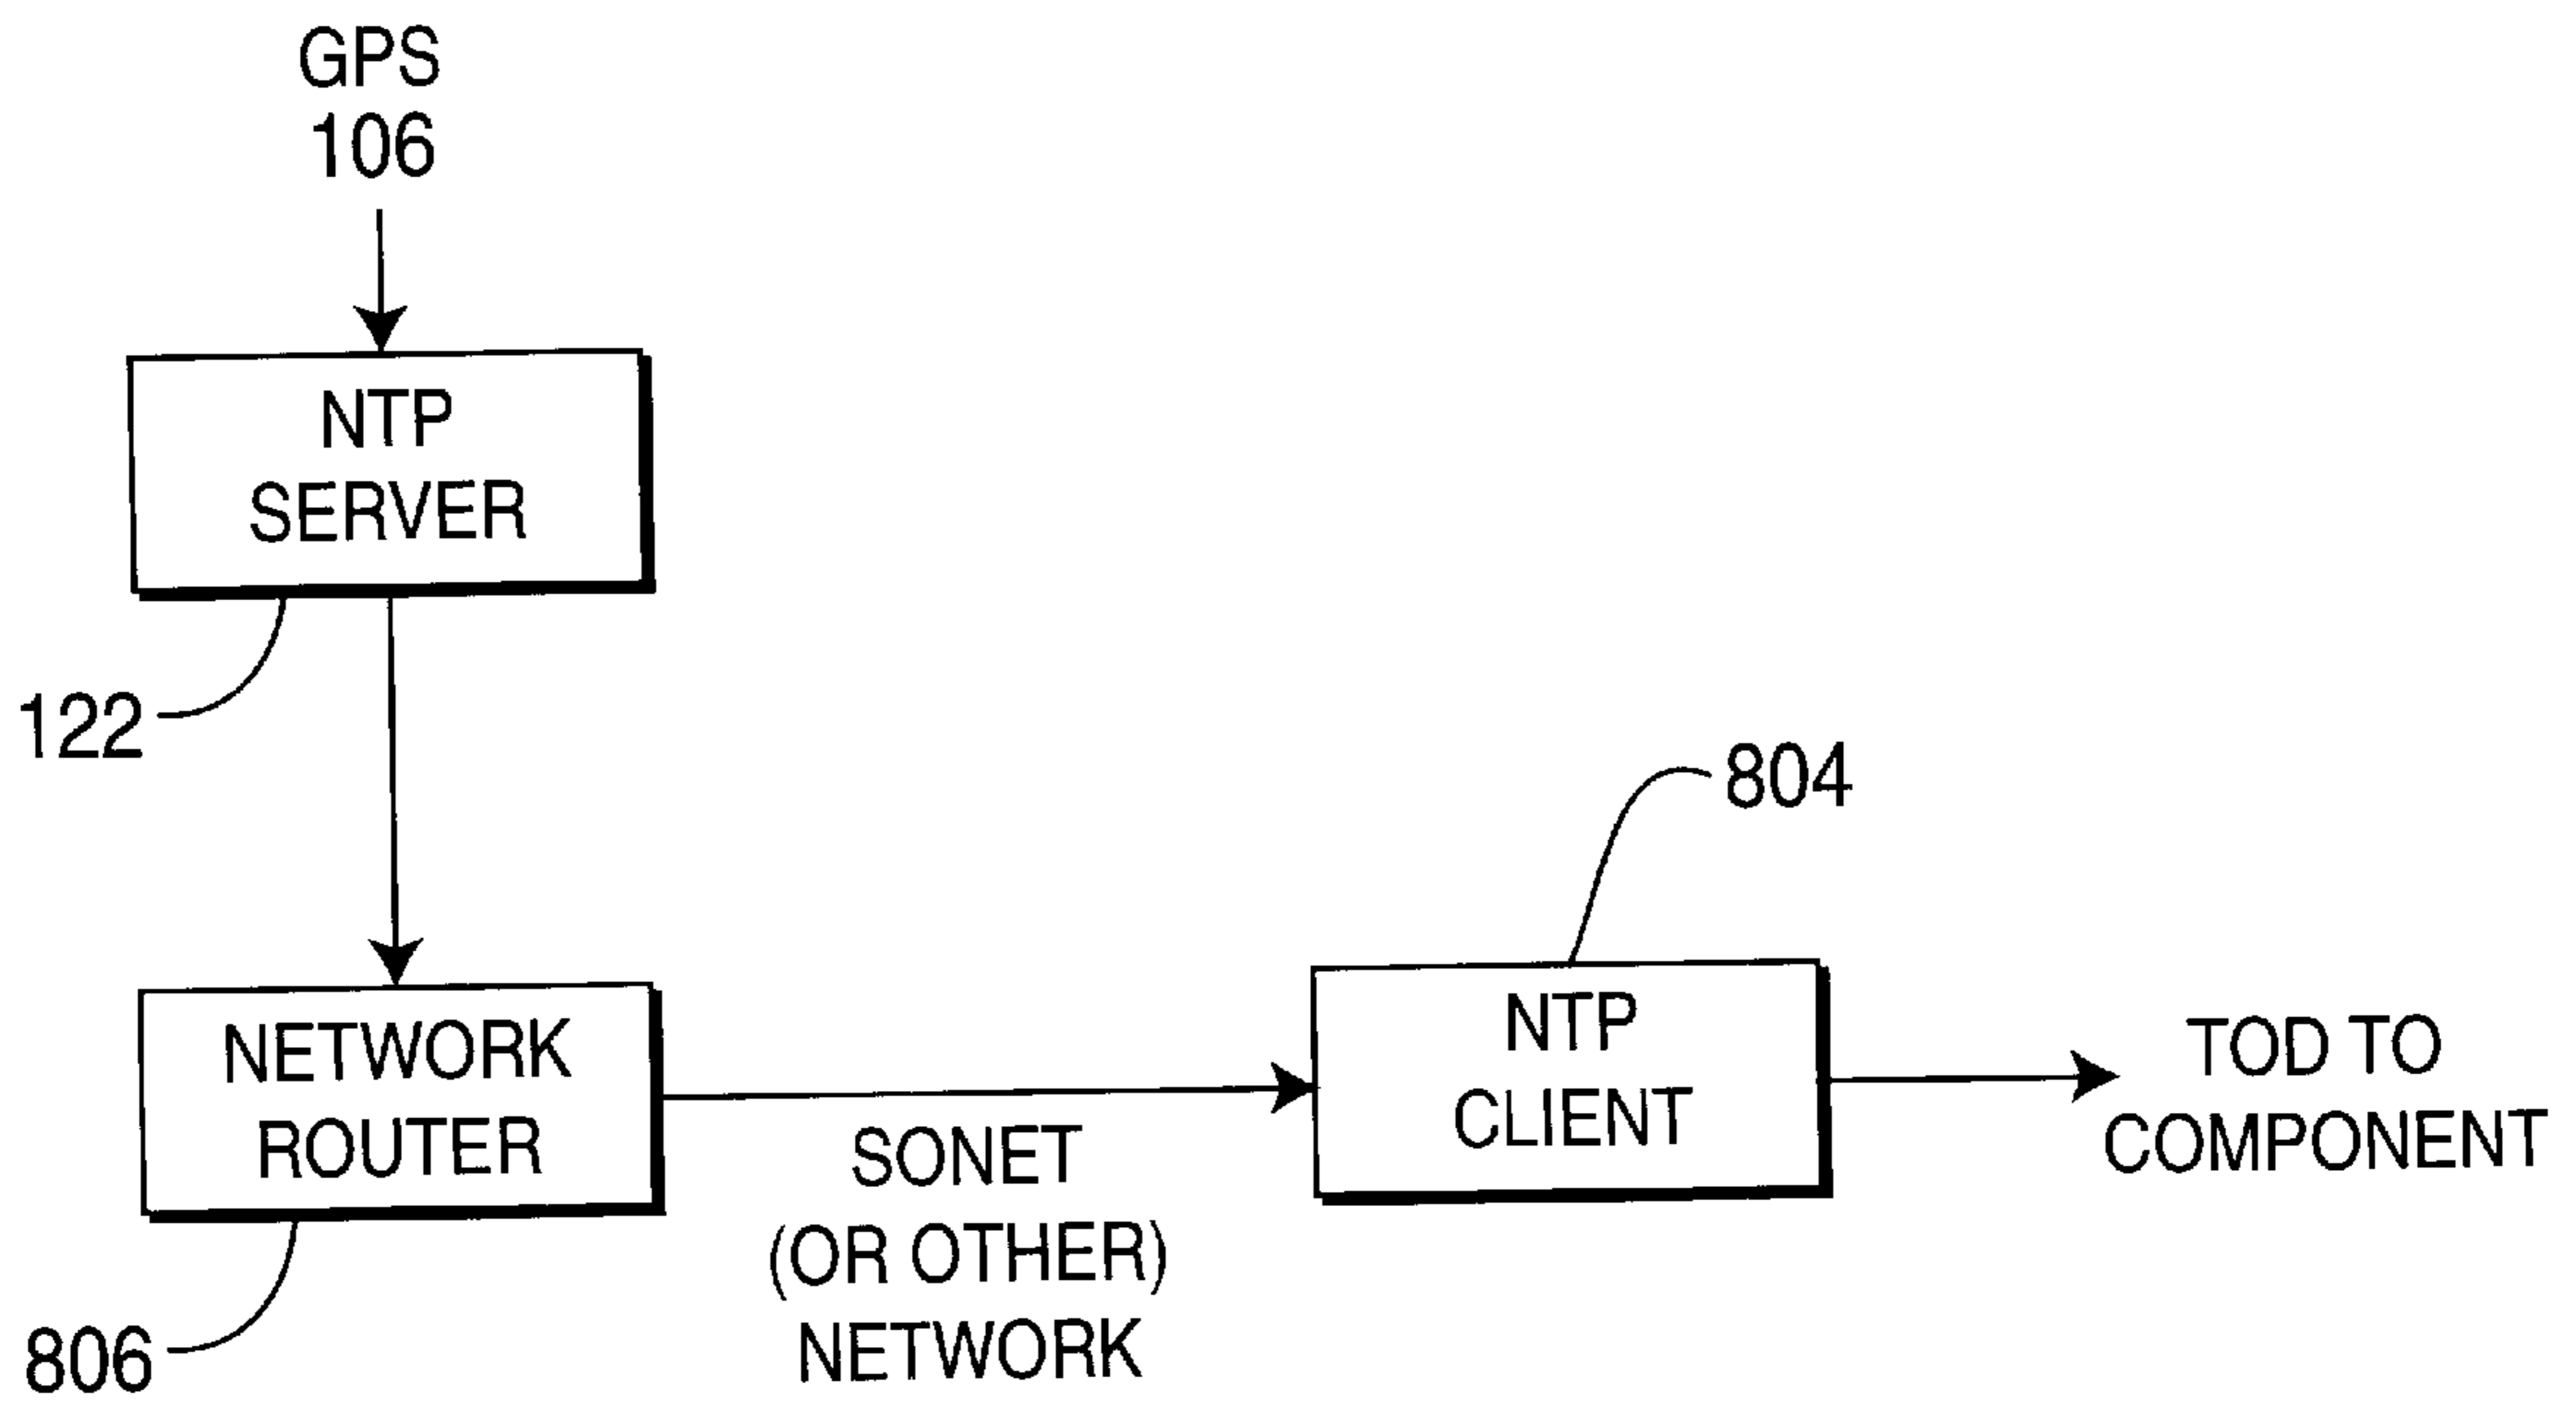 GPS
106
NTP
SERVER
122
804
NETWORK
ROUTER
SONET
(OR OTHER)
NETWORK
NTP
CLIENT
TOD TO
COMPONENT
806